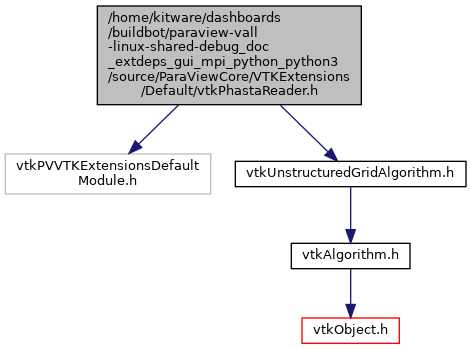 /home/kitware/dashboards
/buildbot/paraview-vall
-linux-shared-debug_doc
_extdeps_gui_mpi_python_python3
/source/ParaViewCore/VTKExtensions
/Default/vtkPhastaReader.h
vtkPVVTKExtensionsDefault
Module.h
vtkUnstructuredGridAlgorithm.h
vtkAlgorithm.h
vtkObject.h